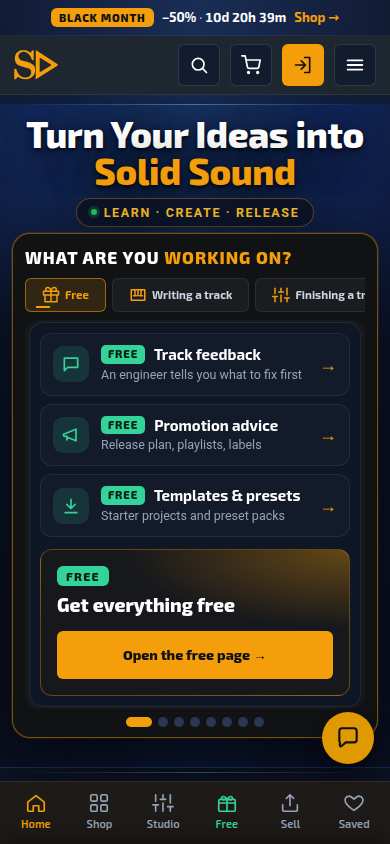 BLACK MONTH −50% · 10d 20h 39m Shop →
Turn Your Ideas into
Solid Sound
LEARN · CREATE · RELEASE
WHAT ARE YOU WORKING ON?
Free Writing a track Finishing a tr
FREE Track feedback
An engineer tells you what to fix first →
FREE Promotion advice
Release plan, playlists, labels →
FREE Templates & presets
Starter projects and preset packs →
FREE
Get everything free
Open the free page →
Home Shop Studio Free Sell Saved